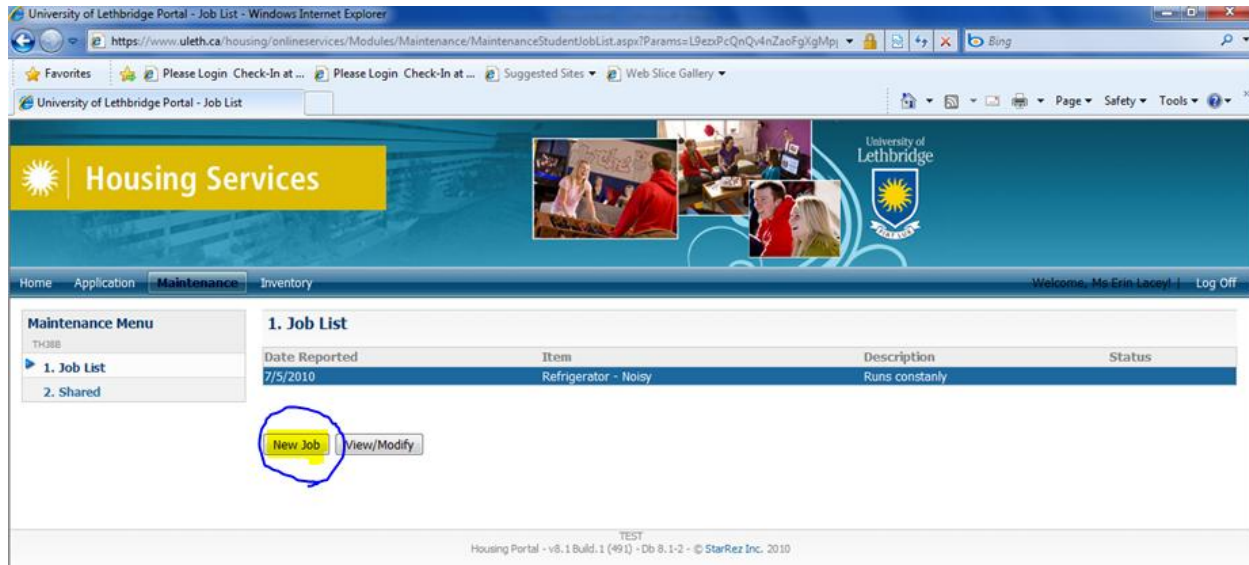 University of Lethbridge Portal - Job List - Windows Internet Explorer
https://www.uleth.ca/housing/onlineservices/Modules/Maintenance/MaintenanceStudentJobList.aspx?Params=
Bing
Favorites Please Login Check-In at ... Please Login Check-In at ... Suggested Sites Web Slice Gallery
University of Lethbridge Portal - Job List
Page Safety Tools
Housing Services
University of
Lethbridge
FIAT LUX
Home Application Maintenance Inventory Welcome, Ms Erin Lacey! | Log Off
Maintenance Menu
TH38B
1. Job List
2. Shared
1. Job List
Date Reported Item Description Status
7/5/2010 Refrigerator - Noisy Runs constanly
New Job View/Modify
TEST
Housing Portal - v8.1 Build.1 (491) - Db 8.1-2 - © StarRez Inc. 2010